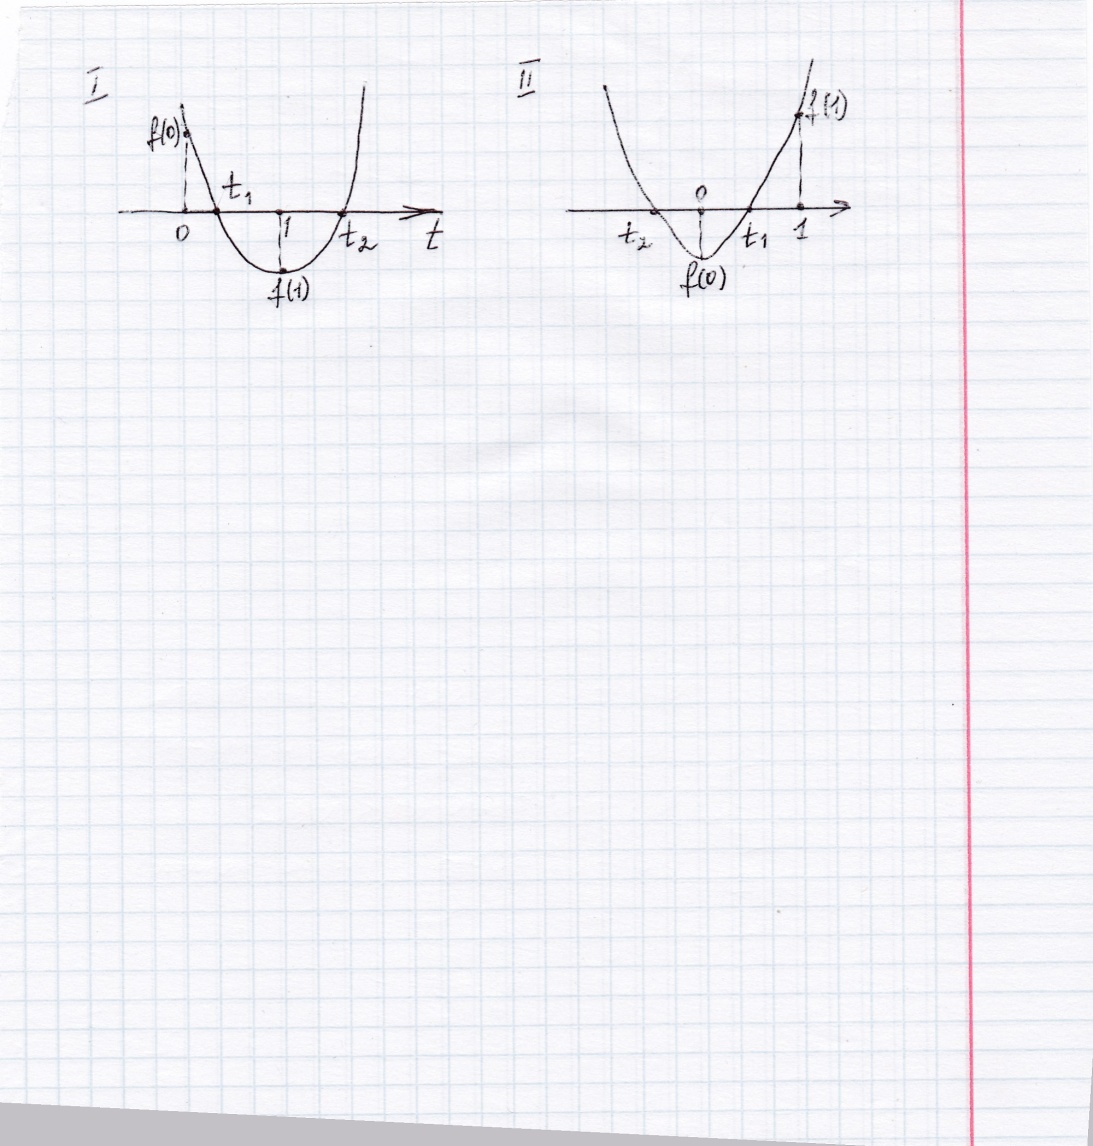 I
f(0)
t₁
0
1
t₂
t
f(1)
II
f(1)
0
t₂
t₁
1
f(0)